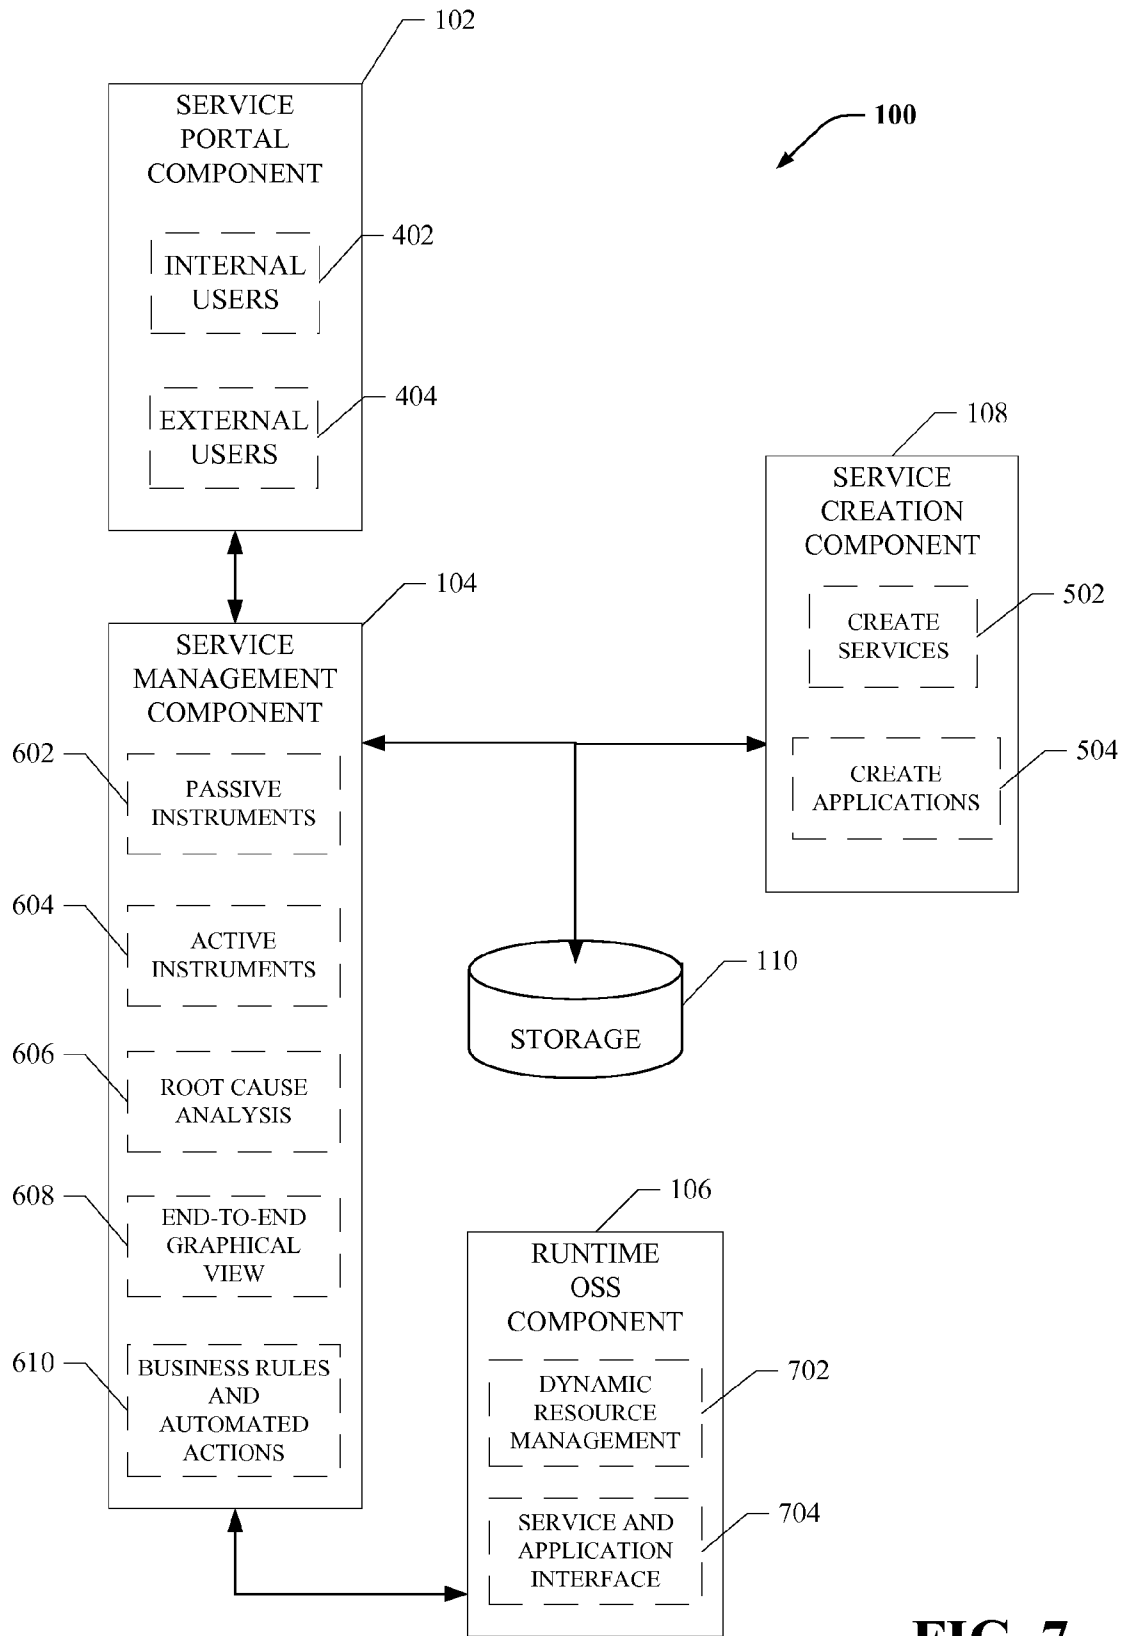 102
SERVICE
PORTAL
COMPONENT
100
402
INTERNAL
USERS
404
EXTERNAL
USERS
108
SERVICE
CREATION
COMPONENT
502
CREATE
SERVICES
504
CREATE
APPLICATIONS
104
SERVICE
MANAGEMENT
COMPONENT
602
PASSIVE
INSTRUMENTS
604
ACTIVE
INSTRUMENTS
110
STORAGE
606
ROOT CAUSE
ANALYSIS
608
END-TO-END
GRAPHICAL
VIEW
610
BUSINESS RULES
AND
AUTOMATED
ACTIONS
106
RUNTIME
OSS
COMPONENT
702
DYNAMIC
RESOURCE
MANAGEMENT
704
SERVICE AND
APPLICATION
INTERFACE
FIG. 7